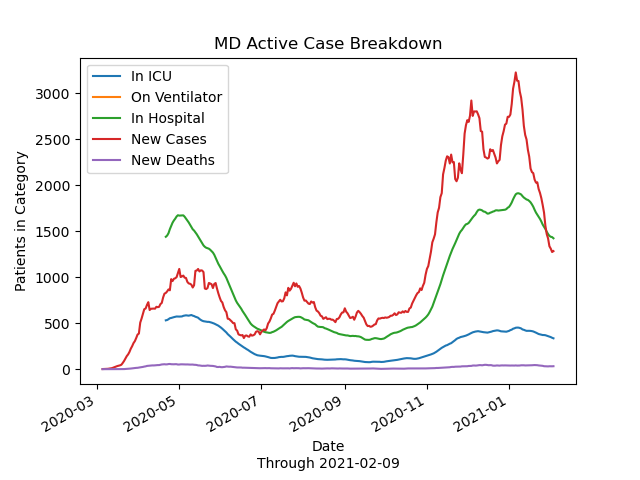 MD Active Case Breakdown
In ICU
On Ventilator
In Hospital
New Cases
New Deaths
Patients in Category
3000
2500
2000
1500
1000
500
0
2020-03
2020-05
2020-07
2020-09
2020-11
2021-01
Date
Through 2021-02-09